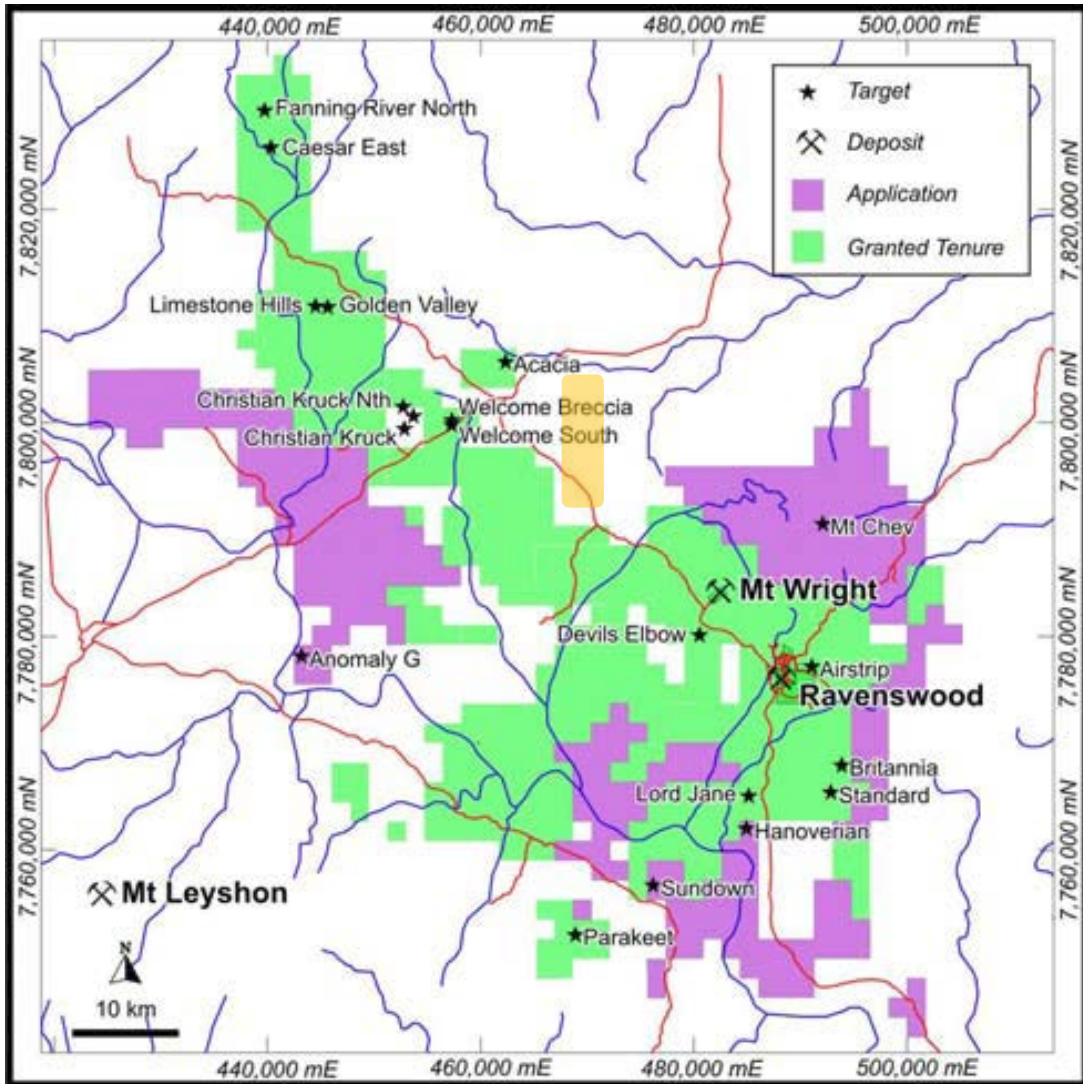 440,000 mE
460,000 mE
480,000 mE
500,000 mE
Target
Deposit
Application
Granted Tenure
7,820,000 mN
7,820,000 mN
Fanning River North
Caesar East
Limestone Hills
Golden Valley
Acacia
Christian Kruck Nth
Welcome Breccia
Christian Kruck
Welcome South
7,800,000 mN
7,800,000 mN
Mt Chev
Mt Wright
Devils Elbow
7,780,000 mN
7,780,000 mN
Anomaly G
Airstrip
Ravenswood
Britannia
Lord Jane
Standard
Hanoverian
7,760,000 mN
7,760,000 mN
Mt Leyshon
Sundown
Parakeet
N
10 km
440,000 mE
460,000 mE
480,000 mE
500,000 mE